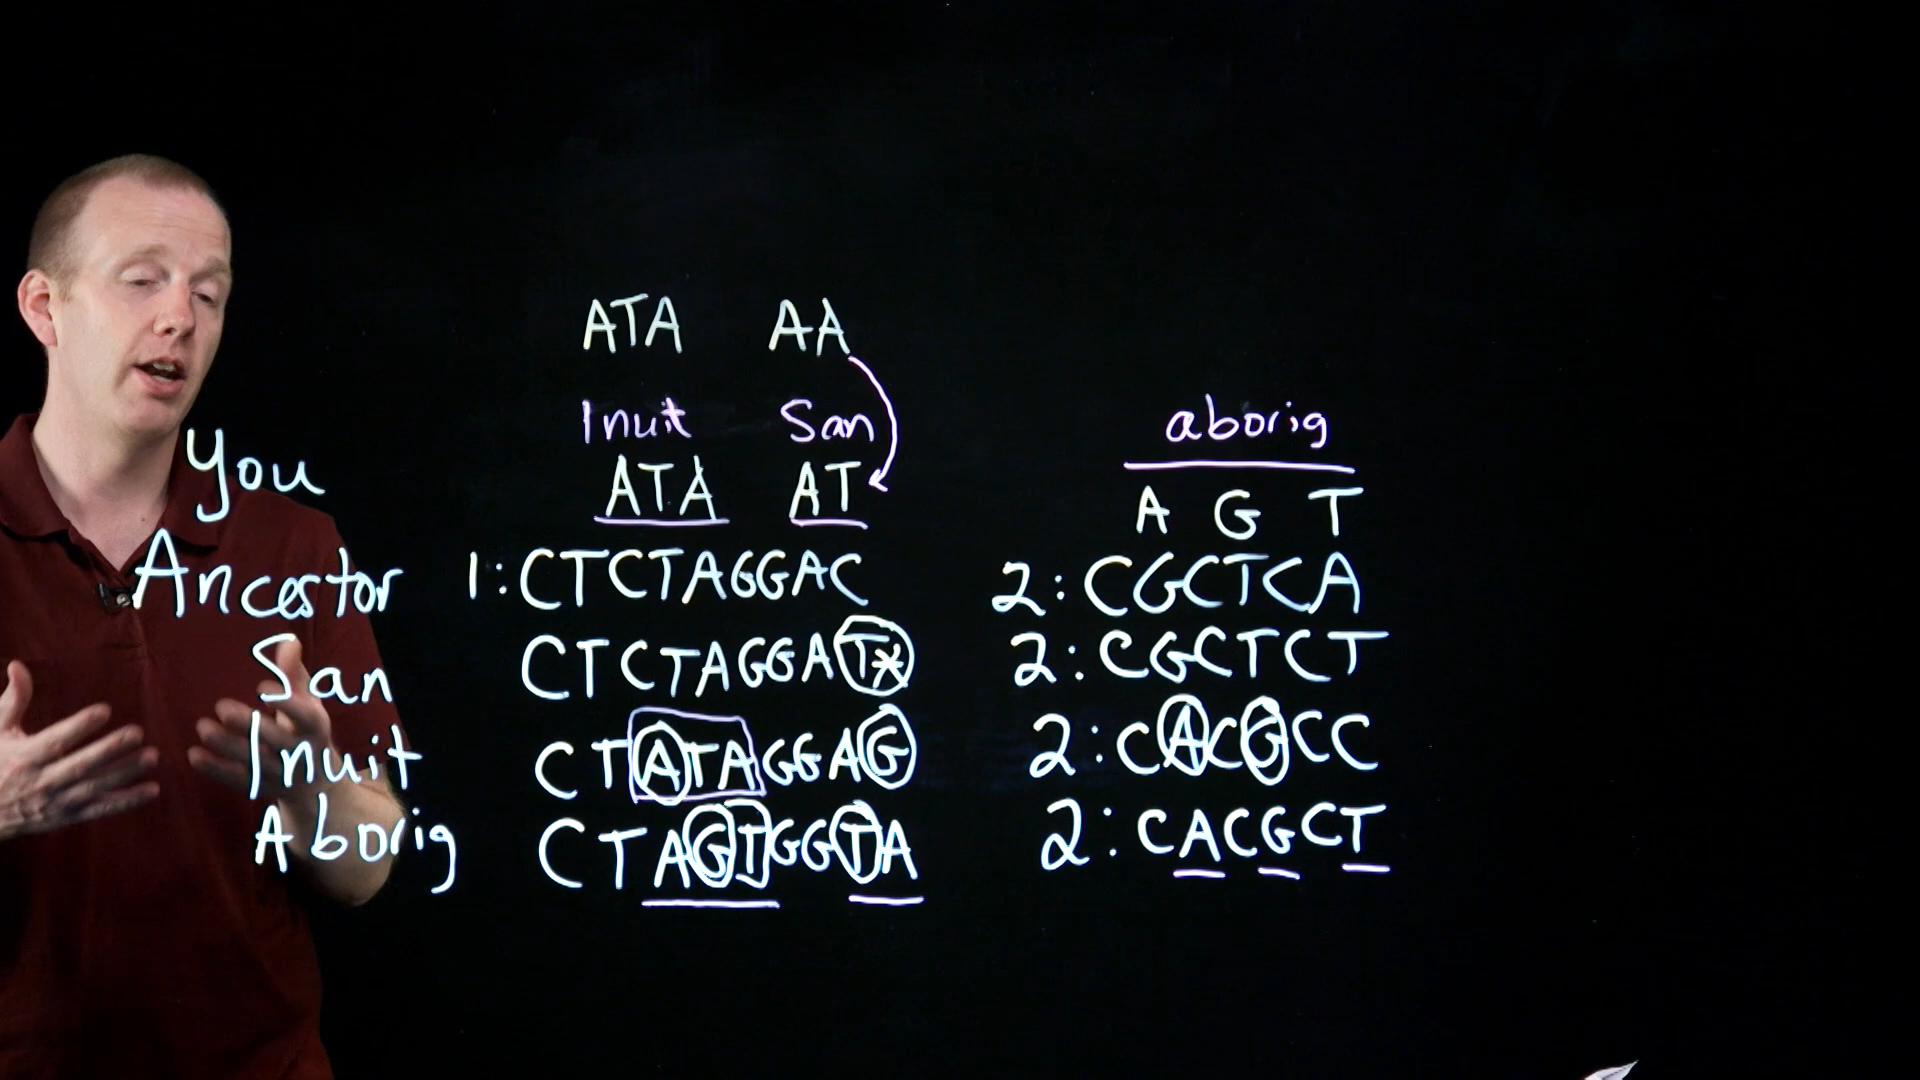 ATA AA
Inuit San aborig
You ATA AT A G T
Ancestor 1:CTCTAGGAC 2:CGCTCA
San CTCTAGGATx 2:CGCTCT
Inuit CTATAGGAG 2:CACGCC
Aborig CTAGTGGTA 2:CACGCT